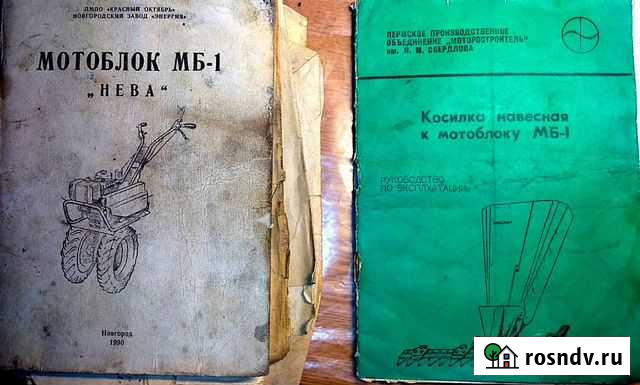 ЛМПО «КРАСНЫЙ ОКТЯБРЬ»
НОВГОРОДСКИЙ ЗАВОД «ЭНЕРГИЯ»
МОТОБЛОК МБ-1
„НЕВА“
Новгород
1990
ПЕРМСКОЕ ПРОИЗВОДСТВЕННОЕ
ОБЪЕДИНЕНИЕ „МОТОРОСТРОИТЕЛЬ“
им. Я. М. СВЕРДЛОВА
Косилка навесная
к мотоблоку МБ-1
РУКОВОДСТВО
ПО ЭКСПЛУАТАЦИИ
rosndv.ru